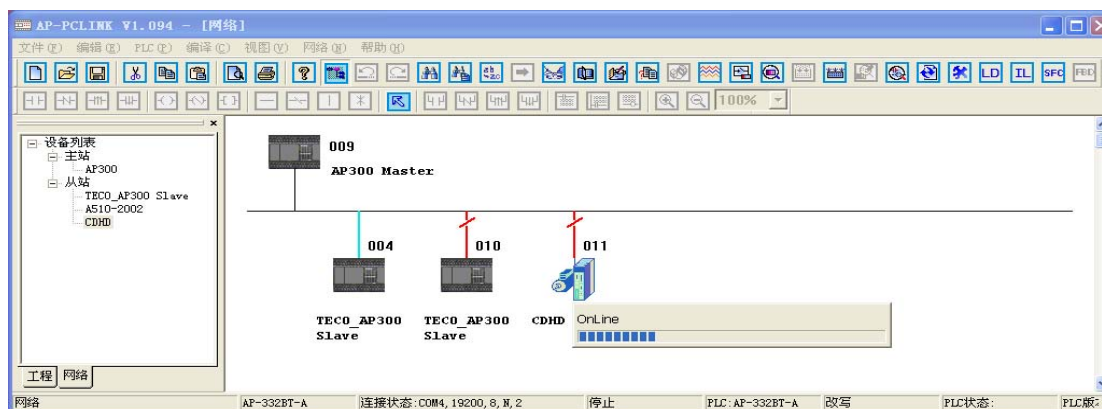 AP-PCLINK V1.094 - [网络]
文件(F) 编辑(E) PLC(P) 编译(C) 视图(V) 网络(N) 帮助(H)
LD IL SFC FBD
100%
设备列表
主站
AP300
从站
TECO_AP300 Slave
A510-2002
CDHD
009
AP300 Master
004 010 011
TECO_AP300 Slave
TECO_AP300 Slave
CDHD
OnLine
工程 网络
网络 AP-332BT-A 连接状态:COM4,19200,8,N,2 停止 PLC:AP-332BT-A 改写 PLC状态: PLC版